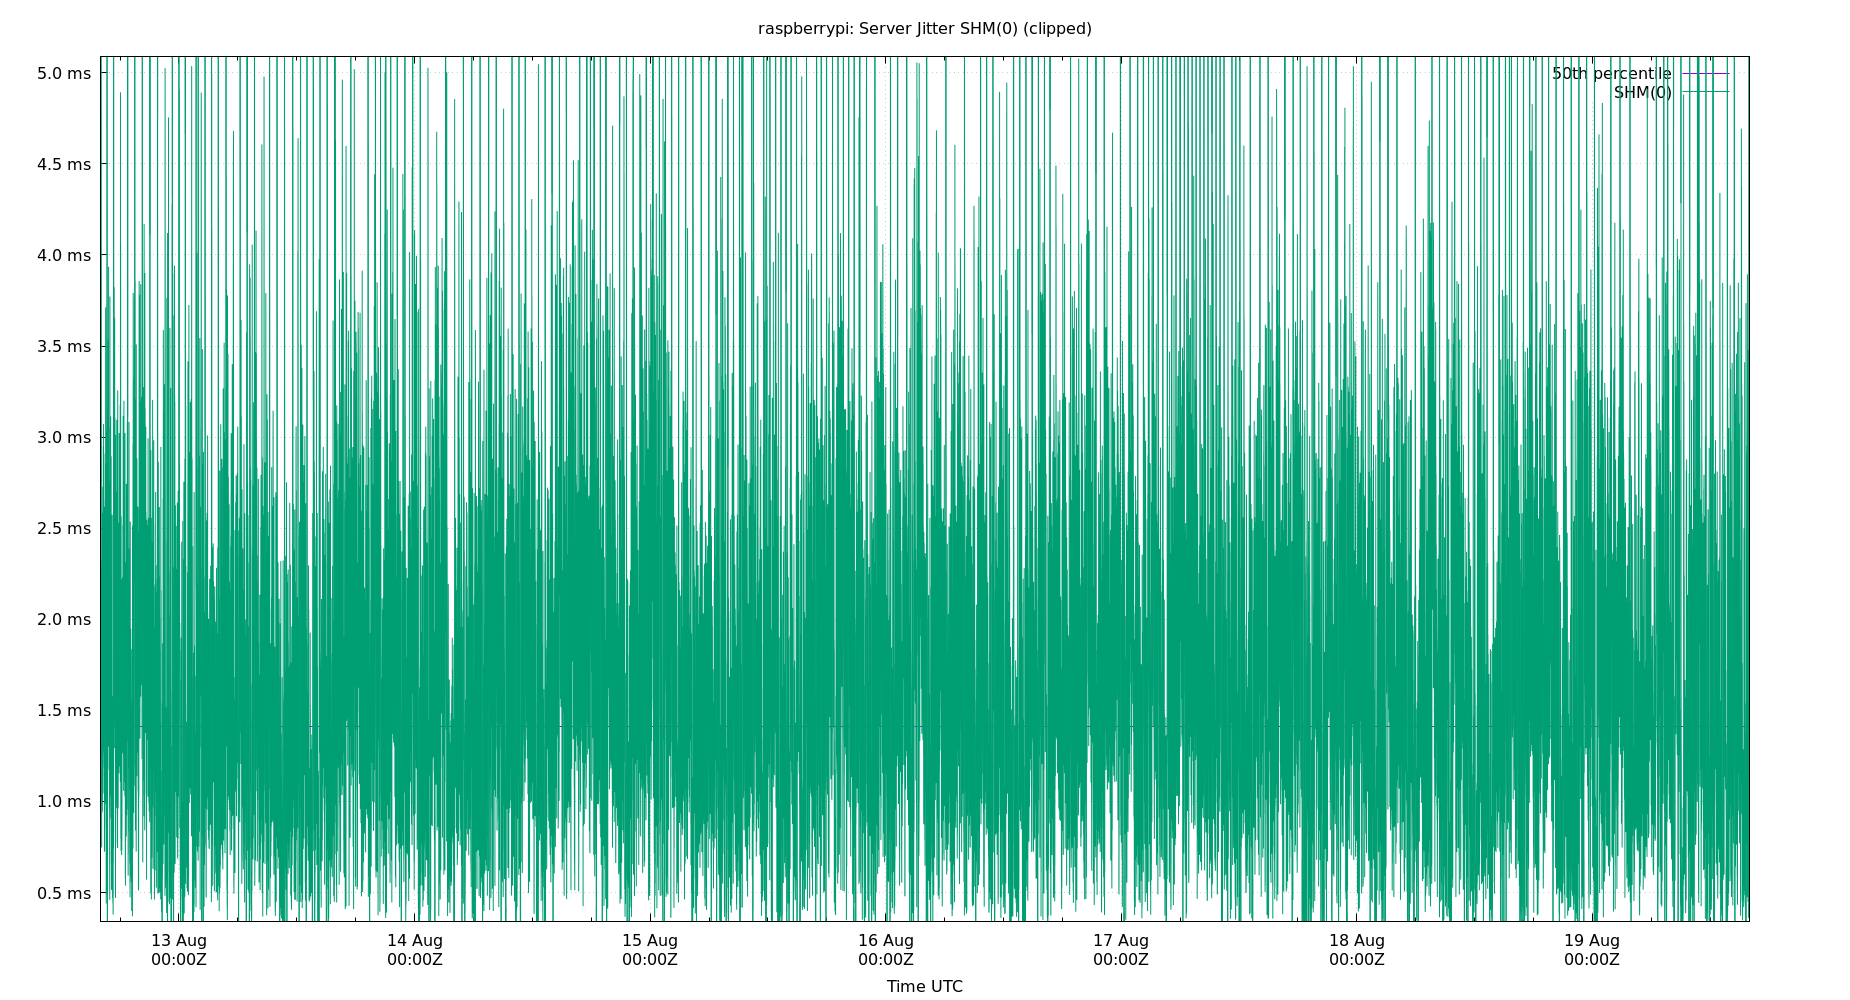 raspberrypi: Server Jitter SHM(0) (clipped)
50th percentile
SHM(0)
5.0 ms
4.5 ms
4.0 ms
3.5 ms
3.0 ms
2.5 ms
2.0 ms
1.5 ms
1.0 ms
0.5 ms
13 Aug 14 Aug 15 Aug 16 Aug 17 Aug 18 Aug 19 Aug
00:00Z 00:00Z 00:00Z 00:00Z 00:00Z 00:00Z 00:00Z
Time UTC